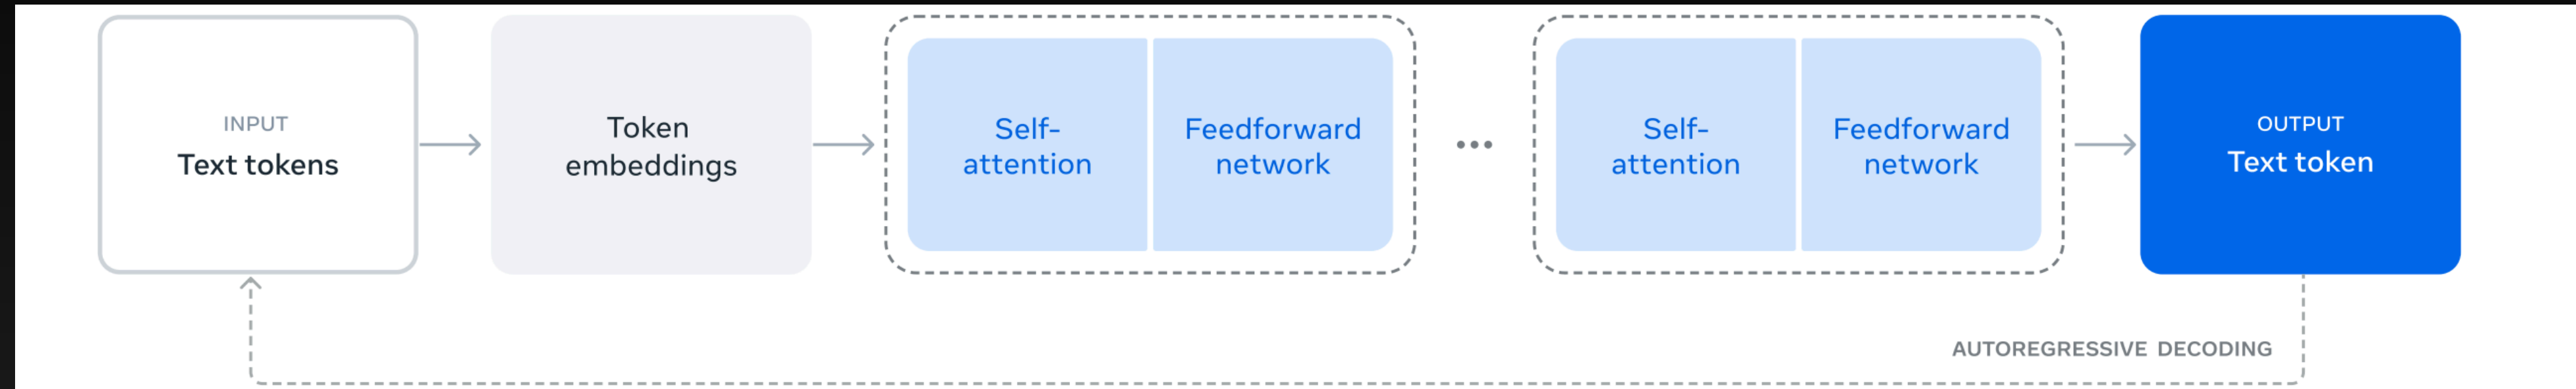 INPUT
Text tokens
Token
embeddings
Self-
attention
Feedforward
network
Self-
attention
Feedforward
network
OUTPUT
Text token
AUTOREGRESSIVE DECODING